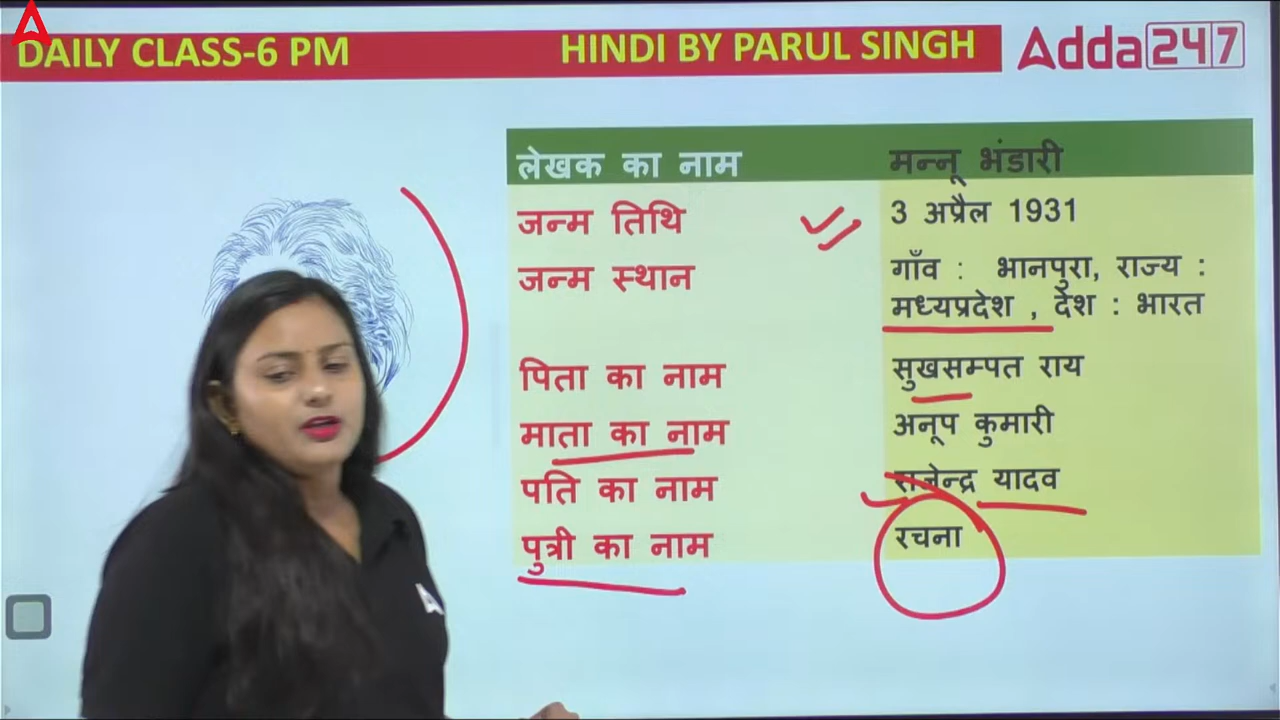 DAILY CLASS-6 PM
HINDI BY PARUL SINGH
Adda247
लेखक का नाम मन्नू भंडारी
जन्म तिथि 3 अप्रैल 1931
जन्म स्थान गाँव : भानपुरा, राज्य :
मध्यप्रदेश , देश : भारत
पिता का नाम सुखसम्पत राय
माता का नाम अनूप कुमारी
पति का नाम राजेन्द्र यादव
पुत्री का नाम रचना